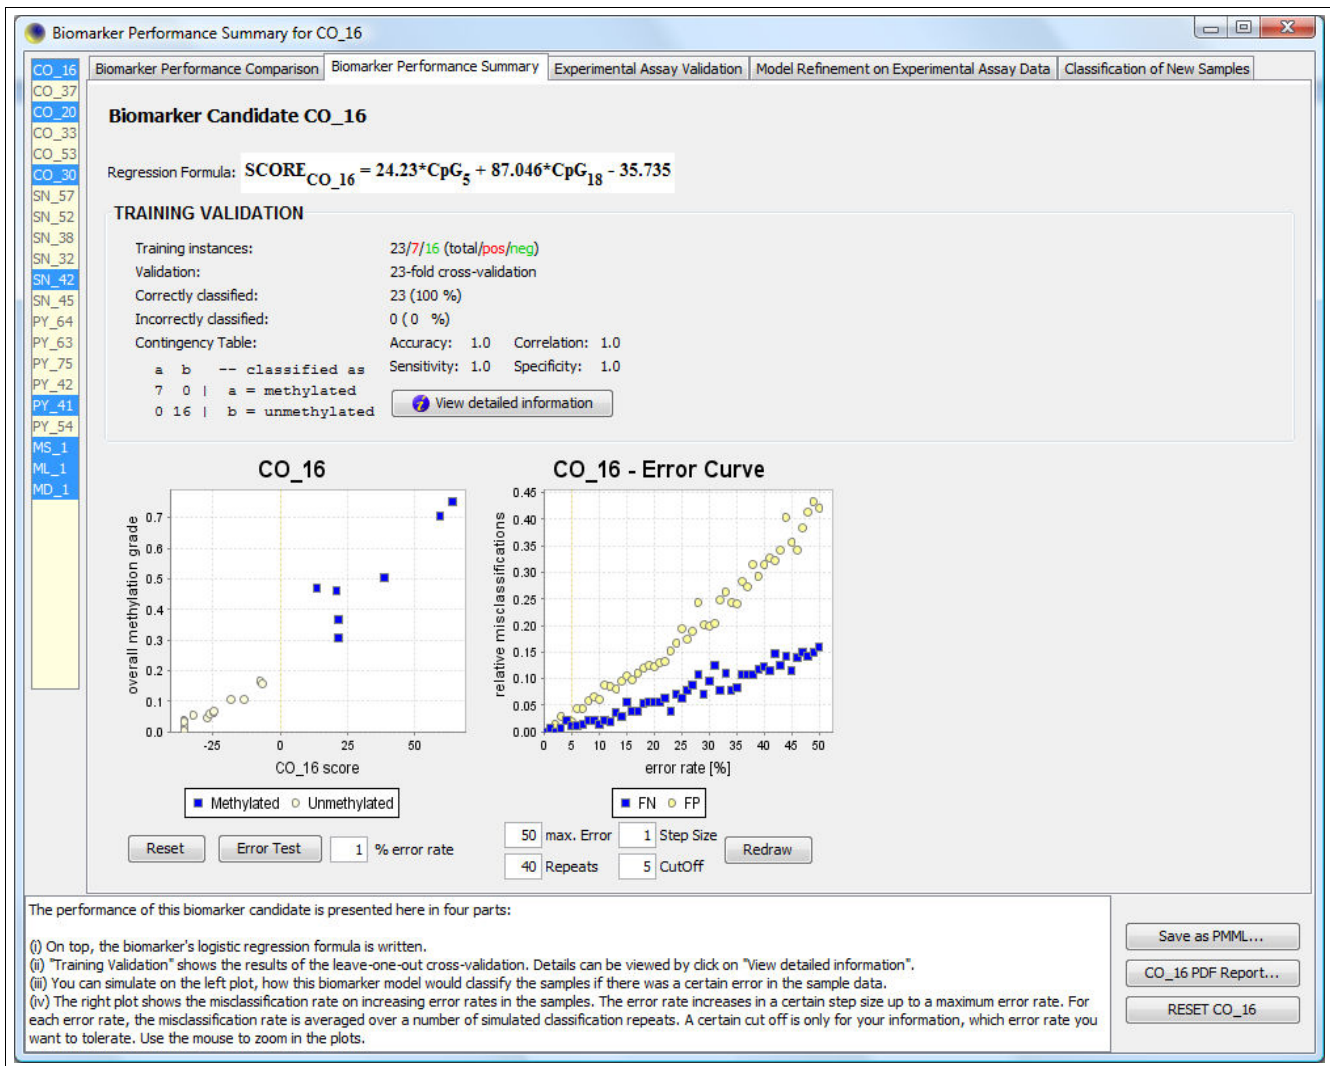 Biomarker Performance Summary for CO_16
CO_16
CO_37
CO_20
CO_33
CO_53
CO_30
SN_57
SN_52
SN_38
SN_32
SN_42
SN_45
PY_64
PY_63
PY_75
PY_42
PY_41
PY_54
MS_1
ML_1
MD_1
Biomarker Performance Comparison Biomarker Performance Summary Experimental Assay Validation Model Refinement on Experimental Assay Data Classification of New Samples
Biomarker Candidate CO_16
Regression Formula: SCORE CO_16 = 24.23*CpG5 + 87.046*CpG18 - 35.735
TRAINING VALIDATION
Training instances: 23/7/16 (total/pos/neg)
Validation: 23-fold cross-validation
Correctly classified: 23 (100 %)
Incorrectly classified: 0 ( 0 %)
Contingency Table: Accuracy: 1.0 Correlation: 1.0
a b -- classified as Sensitivity: 1.0 Specificity: 1.0
7 0 | a = methylated
0 16 | b = unmethylated
View detailed information
CO_16
overall methylation grade
0.7
0.6
0.5
0.4
0.3
0.2
0.1
0.0
-25 0 25 50
CO_16 score
Methylated Unmethylated
Reset Error Test 1 % error rate
CO_16 - Error Curve
relative misclassifications
0.45
0.40
0.35
0.30
0.25
0.20
0.15
0.10
0.05
0.00
0 5 10 15 20 25 30 35 40 45 50
error rate [%]
FN FP
50 max. Error 1 Step Size
40 Repeats 5 CutOff
Redraw
The performance of this biomarker candidate is presented here in four parts:
(i) On top, the biomarker's logistic regression formula is written.
(ii) "Training Validation" shows the results of the leave-one-out cross-validation. Details can be viewed by click on "View detailed information".
(iii) You can simulate on the left plot, how this biomarker model would classify the samples if there was a certain error in the sample data.
(iv) The right plot shows the misclassification rate on increasing error rates in the samples. The error rate increases in a certain step size up to a maximum error rate. For
each error rate, the misclassification rate is averaged over a number of simulated classification repeats. A certain cut off is only for your information, which error rate you
want to tolerate. Use the mouse to zoom in the plots.
Save as PMML...
CO_16 PDF Report...
RESET CO_16